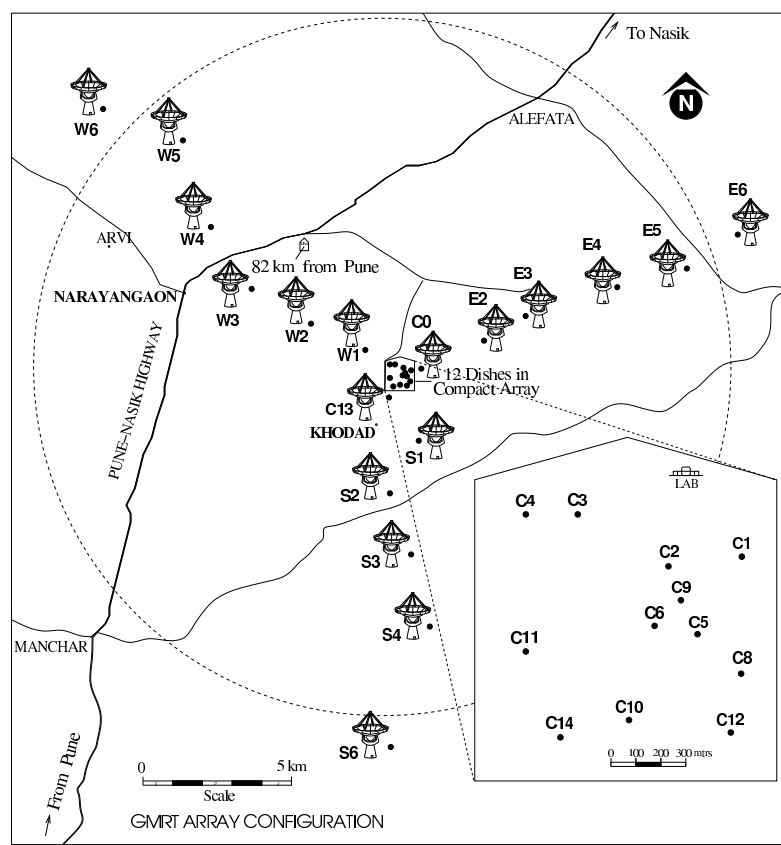 To Nasik
N
ALEFATA
W6
W5
E6
W4
ARVI
E5
E4
82 km from Pune
E3
NARAYANGAON
E2
W3
W2
C0
W1
12 Dishes in
Compact Array
C13
KHODAD
PUNE-NASIK HIGHWAY
S1
S2
LAB
C4
C3
C1
C2
S3
C9
C6
C5
S4
C11
MANCHAR
C8
C10
C14
C12
S6
0 100 200 300 mtrs
From Pune
0 5 km
Scale
GMRT ARRAY CONFIGURATION